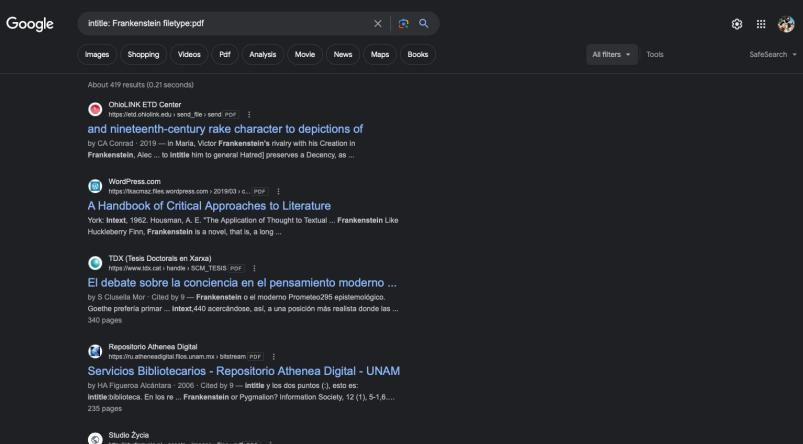 Google
intitle: Frankenstein filetype:pdf
Images Shopping Videos Pdf Analysis Movie News Maps Books All filters Tools SafeSearch
About 419 results (0.21 seconds)
OhioLINK ETD Center
https://etd.ohiolink.edu › send_file › send PDF
and nineteenth-century rake character to depictions of
by CA Conrad · 2019 — in Maria, Victor Frankenstein's rivalry with his Creation in
Frankenstein, Alec ... to intitle him to general Hatred] preserves a Decency, as ...
WordPress.com
https://tkacmaz.files.wordpress.com › 2019/03 › c... PDF
A Handbook of Critical Approaches to Literature
York: Intext, 1962. Housman, A. E. "The Application of Thought to Textual ... Frankenstein Like
Huckleberry Finn, Frankenstein is a novel, that is, a long ...
TDX (Tesis Doctorals en Xarxa)
https://www.tdx.cat › handle › SCM_TESIS PDF
El debate sobre la conciencia en el pensamiento moderno ...
by S Clusella Mor · Cited by 9 — Frankenstein o el moderno Prometeo295 epistemológico.
Goethe prefería primar ... intext,440 acercándose, así, a una posición más realista donde las ...
340 pages
Repositorio Athenea Digital
https://ru.atheneadigital.filos.unam.mx › bitstream PDF
Servicios Bibliotecarios - Repositorio Athenea Digital - UNAM
by HA Figueroa Alcántara · 2006 · Cited by 9 — intitle y los dos puntos (:), esto es:
intitle:biblioteca. En los re ... Frankenstein or Pygmalion? Information Society, 12 (1), 5-1,6....
235 pages
Studio Życia